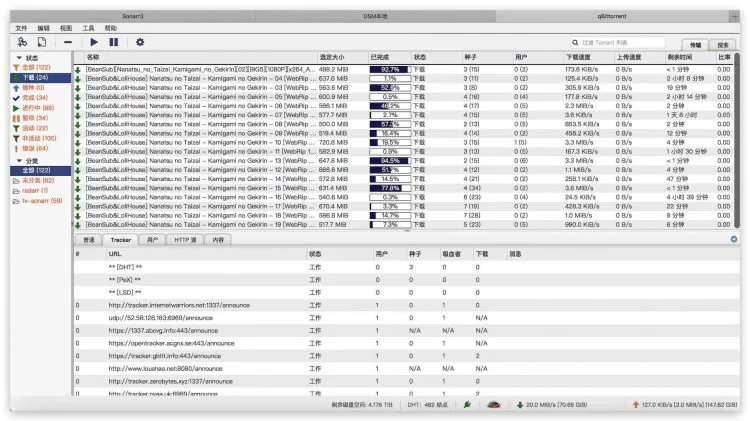 Sonarr3 DSM本地 qBittorrent
文件 编辑 视图 工具 帮助
过滤 Torrent 列表 传输 搜索
状态
全部 (122)
下载 (24)
做种 (0)
完成 (34)
进行中 (88)
暂停 (34)
活动 (22)
非活动 (100)
错误 (64)
分类
全部 (122)
未分类 (62)
radarr (1)
tv-sonarr (59)
名称 选定大小 已完成 状态 种子 用户 下载速度 上传速度 剩余时间 比率
[BeanSub][Nanatsu_no_Taizai_Kamigami_no_Gekirin][02][BIG5][1080P][x264_A... 488.2 MiB 92.7% 下载 3 (15) 0 (2) 173.6 KiB/s 0 B/s < 1 分钟 0.00
[BeanSub&LoliHouse] Nanatsu no Taizai - Kamigami no Gekirin - 04 [WebRip ... 637.6 MiB 1.1% 下载 3 (11) 0 (2) 125.4 KiB/s 0 B/s 2 小时 8 分钟 0.00
[BeanSub&LoliHouse] Nanatsu no Taizai - Kamigami no Gekirin - 03 [WebRip ... 563.6 MiB 52.9% 下载 3 (8) 0 (2) 305.9 KiB/s 0 B/s 19 分钟 0.00
[BeanSub&LoliHouse] Nanatsu no Taizai - Kamigami no Gekirin - 05 [WebRip ... 600.9 MiB 0.5% 下载 4 (16) 0 (4) 177.8 KiB/s 0 B/s 2 小时 14 分钟 0.00
[BeanSub&LoliHouse] Nanatsu no Taizai - Kamigami no Gekirin - 06 [WebRip ... 566.1 MiB 下载 4 (17) 0 (5) 2.3 MiB/s 0 B/s 2 分钟 0.00
[BeanSub&LoliHouse] Nanatsu no Taizai - Kamigami no Gekirin - 07 [WebRip ... 577.7 MiB 2.7% 下载 4 (15) 0 (4) 3.6 KiB/s 0 B/s 1 天 8 小时 0.00
[BeanSub&LoliHouse] Nanatsu no Taizai - Kamigami no Gekirin - 08 [WebRip ... 500.0 MiB 下载 3 (13) 0 (2) 853.5 KiB/s 0 B/s 2 分钟 0.00
[BeanSub&LoliHouse] Nanatsu no Taizai - Kamigami no Gekirin - 09 [WebRip ... 519.4 MiB 16.4% 下载 4 (14) 0 (2) 458.2 KiB/s 0 B/s 12 分钟 0.00
[BeanSub&LoliHouse] Nanatsu no Taizai - Kamigami no Gekirin - 10 [WebRip ... 720.8 MiB 19.5% 下载 1 (13) 1 (5) 3.3 MiB/s 0 B/s 4 分钟 0.00
[BeanSub&LoliHouse] Nanatsu no Taizai - Kamigami no Gekirin - 11 [WebRip ... 582.9 MiB 0.9% 下载 3 (13) 0 (3) 167.3 KiB/s 0 B/s 1 小时 30 分钟 0.00
[BeanSub&LoliHouse] Nanatsu no Taizai - Kamigami no Gekirin - 13 [WebRip ... 647.8 MiB 94.5% 下载 2 (15) 0 (6) 3.3 MiB/s 0 B/s < 1 分钟 0.00
[BeanSub&LoliHouse] Nanatsu no Taizai - Kamigami no Gekirin - 12 [WebRip ... 666.6 MiB 下载 4 (13) 0 (4) 1.1 MiB/s 0 B/s 4 分钟 0.00
[BeanSub&LoliHouse] Nanatsu no Taizai - Kamigami no Gekirin - 14 [WebRip ... 572.8 MiB 14.5% 下载 4 (21) 0 (4) 258.1 KiB/s 0 B/s 47 分钟 0.00
[BeanSub&LoliHouse] Nanatsu no Taizai - Kamigami no Gekirin - 15 [WebRip ... 631.0 MiB 77.8% 下载 4 (34) 0 (4) 3.5 MiB/s 0 B/s < 1 分钟 0.00
[BeanSub&LoliHouse] Nanatsu no Taizai - Kamigami no Gekirin - 16 [WebRip ... 540.6 MiB 0.3% 下载 6 (23) 0 (4) 24.5 KiB/s 0 B/s 4 小时 39 分钟 0.00
[BeanSub&LoliHouse] Nanatsu no Taizai - Kamigami no Gekirin - 17 [WebRip ... 670.4 MiB 3.3% 下载 7 (19) 0 (2) 428.3 KiB/s 0 B/s 22 分钟 0.00
[BeanSub&LoliHouse] Nanatsu no Taizai - Kamigami no Gekirin - 18 [WebRip ... 586.8 MiB 14.7% 下载 7 (28) 0 (3) 1.0 MiB/s 0 B/s 9 分钟 0.00
[BeanSub&LoliHouse] Nanatsu no Taizai - Kamigami no Gekirin - 19 [WebRip ... 517.7 MiB 7.3% 下载 5 (23) 0 (5) 990.0 KiB/s 0 B/s 6 分钟 0.00
普通 Tracker 用户 HTTP 源 内容
# URL 状态 用户 种子 吸血者 下载 消息
** [DHT] ** 工作 0 3 0 0
** [PeX] ** 工作 0 0 0 0
** [LSD] ** 工作 0 0 0 0
0 http://tracker.internetwarriors.net:1337/announce 工作 1 0 1 0
0 udp://52.58.128.163:6969/announce 工作 1 0 1 N/A
0 https://1337.abcvg.info:443/announce 工作 1 N/A N/A N/A
0 https://opentracker.acgnx.se:443/announce 工作 1 N/A N/A N/A
0 https://tracker.gbitt.info:443/announce 工作 1 0 1 2
0 http://www.loushao.net:8080/announce 工作 1 N/A N/A N/A
0 http://tracker.zerobytes.xyz:1337/announce 工作 1 0 1 0
0 http://tracker.nyaa.uk:6969/announce 工作 1 0 1 2
剩余磁盘空间: 4.176 TiB DHT: 462 结点 20.0 MiB/s (70.66 GiB) 127.0 KiB/s [2.0 MiB/s] (147.82 GiB)